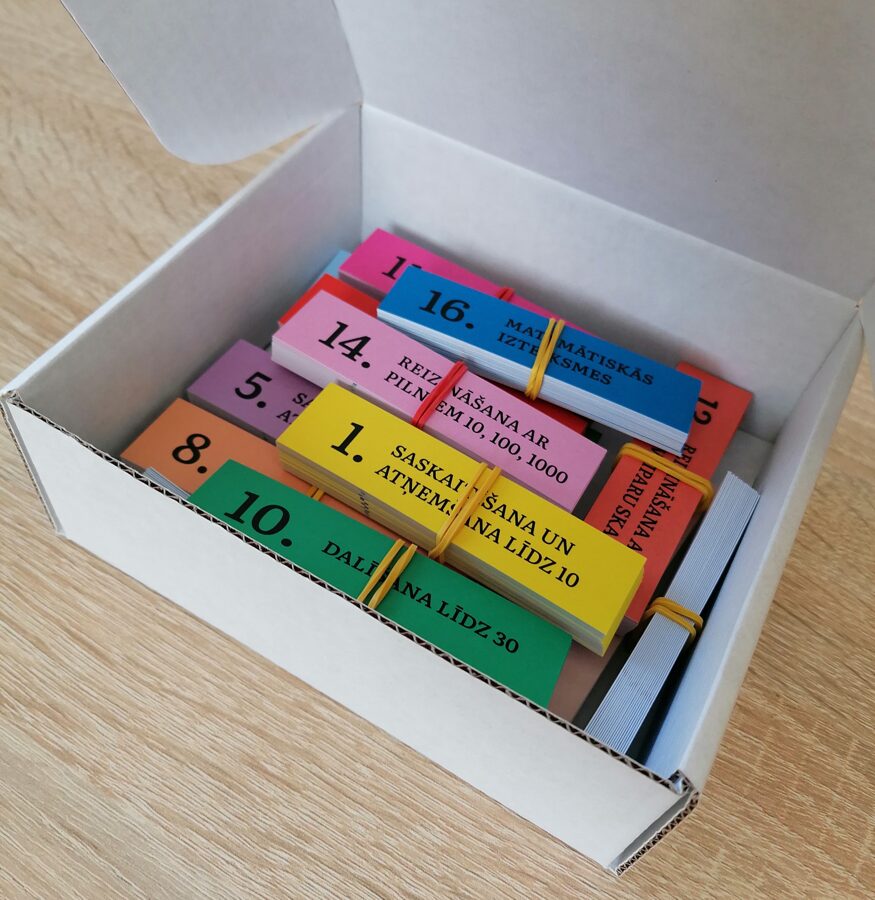 16.
MATEMĀTISKĀS
IZTEIKSMES
14.
REIZINĀŠANA AR
PILNIEM 10, 100, 1000
5.
1.
SASKAITĪŠANA UN
ATŅEMŠANA LĪDZ 10
8.
10.
DALĪŠANA LĪDZ 30
12
REIZINĀŠANA